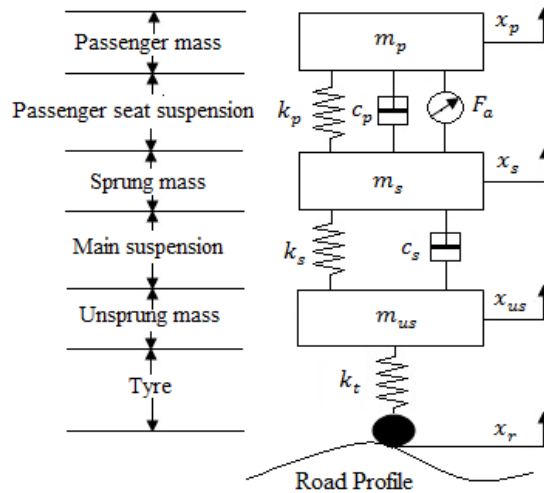 Passenger mass
Passenger seat suspension
Sprung mass
Main suspension
Unsprung mass
Tyre
m_p
x_p
k_p
c_p
F_a
m_s
x_s
k_s
c_s
m_us
x_us
k_t
x_r
Road Profile